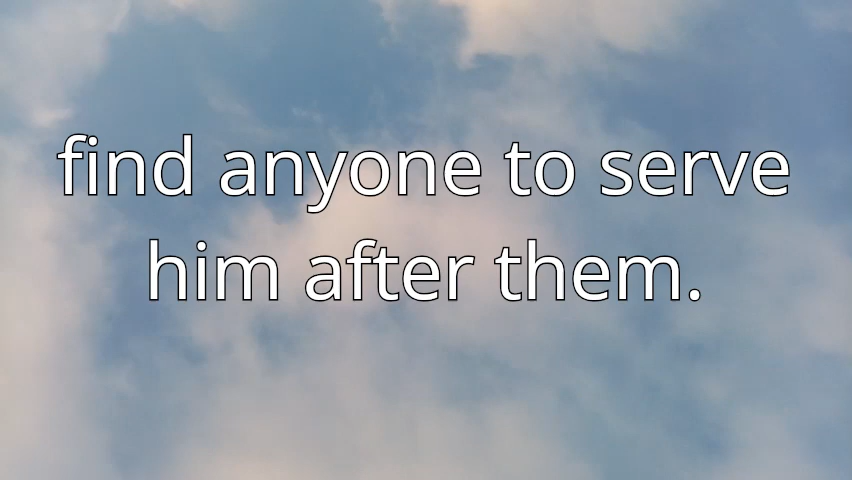 find anyone to serve
him after them.